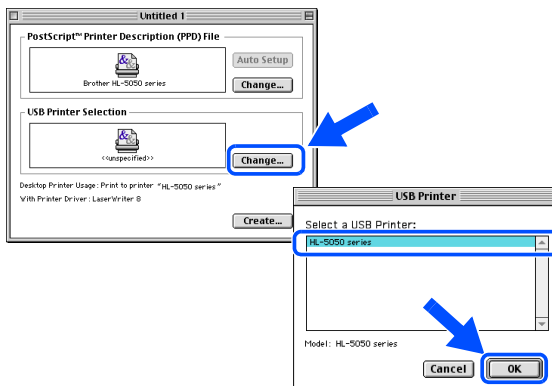 Untitled 1
PostScript™ Printer Description (PPD) File
Auto Setup
Brother HL-5050 series
Change...
USB Printer Selection
<<unspecified>>
Change...
Desktop Printer Usage: Print to printer "HL-5050 series"
With Printer Driver: LaserWriter 8
Create...
USB Printer
Select a USB Printer:
HL-5050 series
Model: HL-5050 series
Cancel
OK